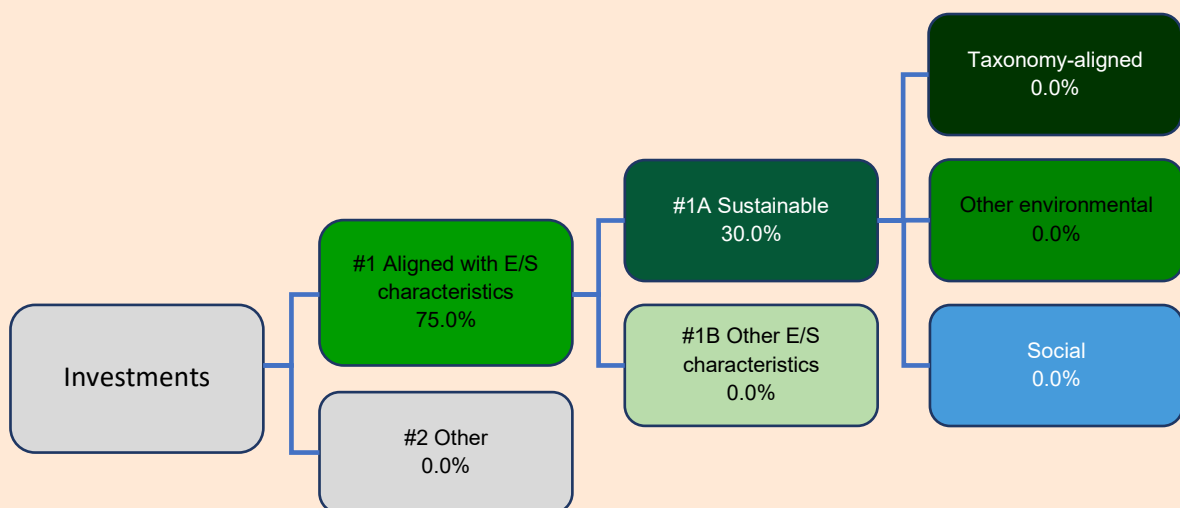 Investments
#1 Aligned with E/S
characteristics
75.0%
#2 Other
0.0%
#1A Sustainable
30.0%
#1B Other E/S
characteristics
0.0%
Taxonomy-aligned
0.0%
Other environmental
0.0%
Social
0.0%